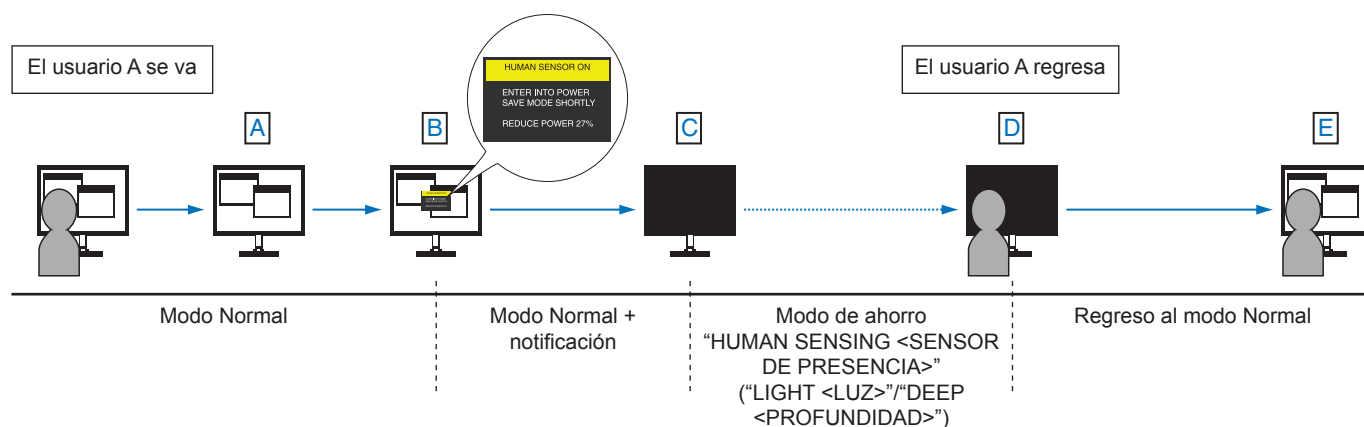 El usuario A se va
HUMAN SENSOR ON
ENTER INTO POWER
SAVE MODE SHORTLY
REDUCE POWER 27%
El usuario A regresa
A
B
C
D
E
Modo Normal
Modo Normal +
notificación
Modo de ahorro
“HUMAN SENSING <SENSOR
DE PRESENCIA>”
(“LIGHT <LUZ>”/“DEEP
<PROFUNDIDAD>”)
Regreso al modo Normal